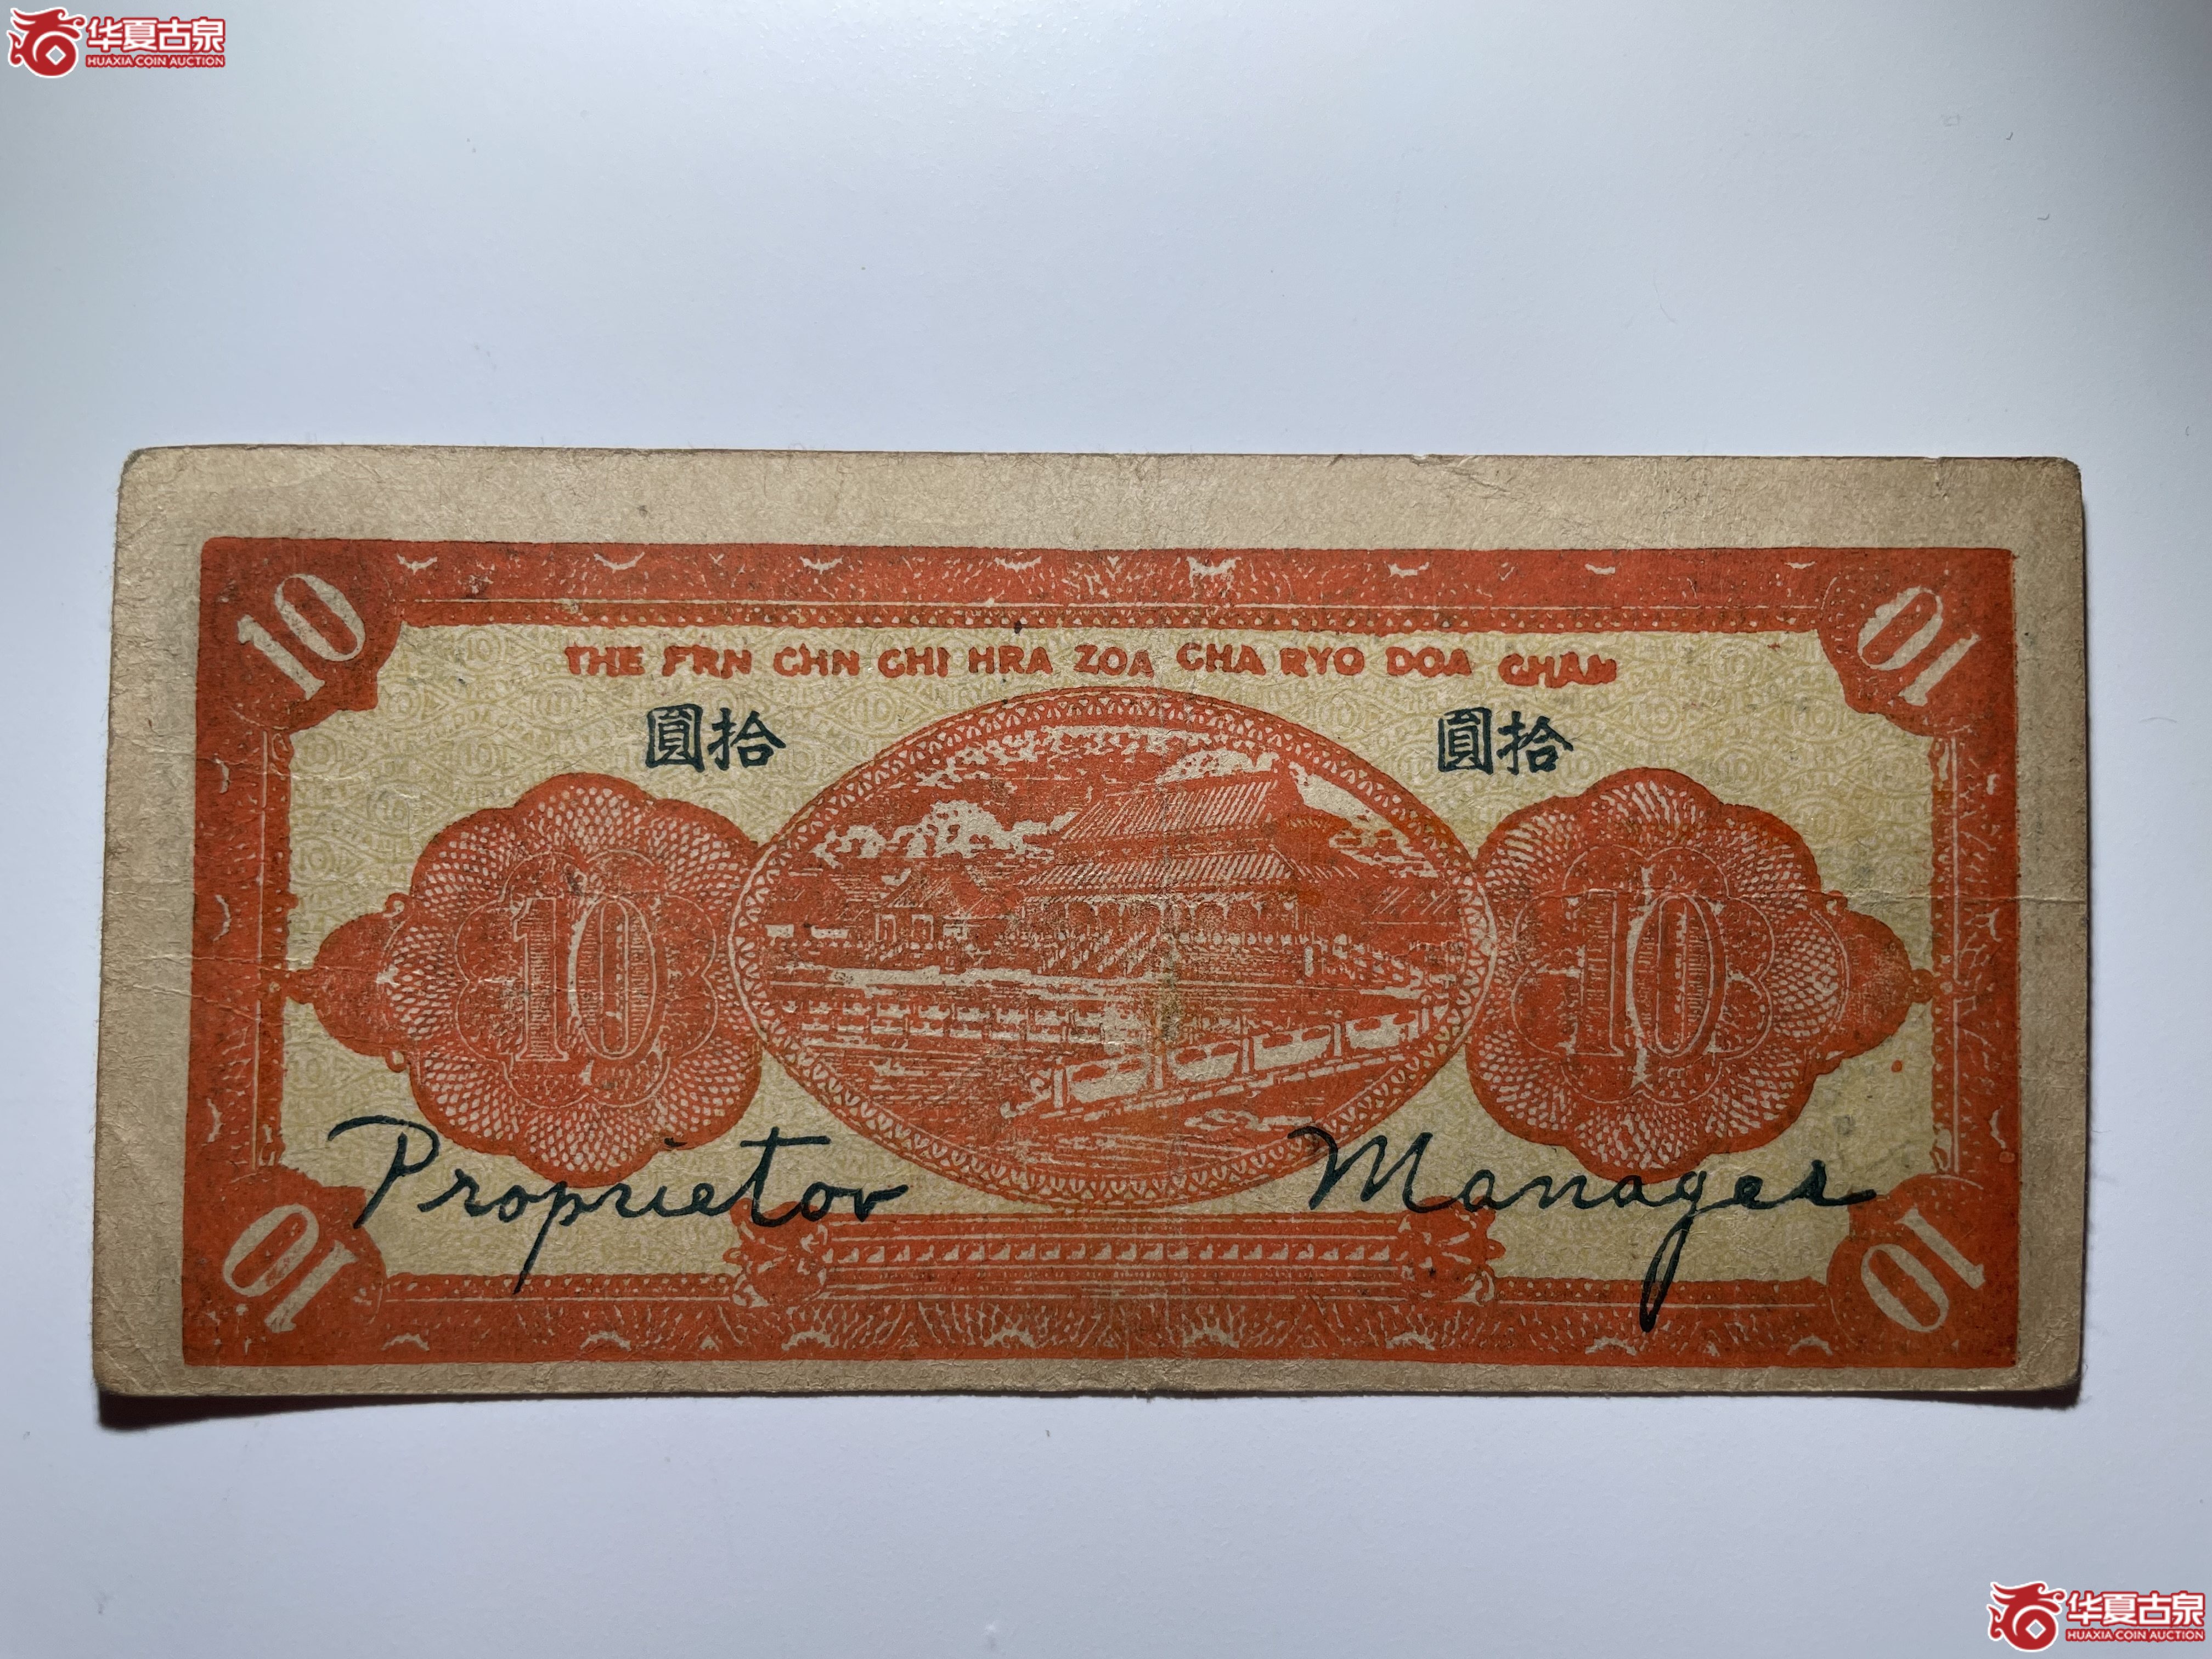 华夏古泉
HUAXIA COIN AUCTION
10
10
THE FRN CHN CHI HRA ZOA CHA RYO DOA CHAN
圓拾
圓拾
10
10
Proprietor
Manages
10
10
华夏古泉
HUAXIA COIN AUCTION